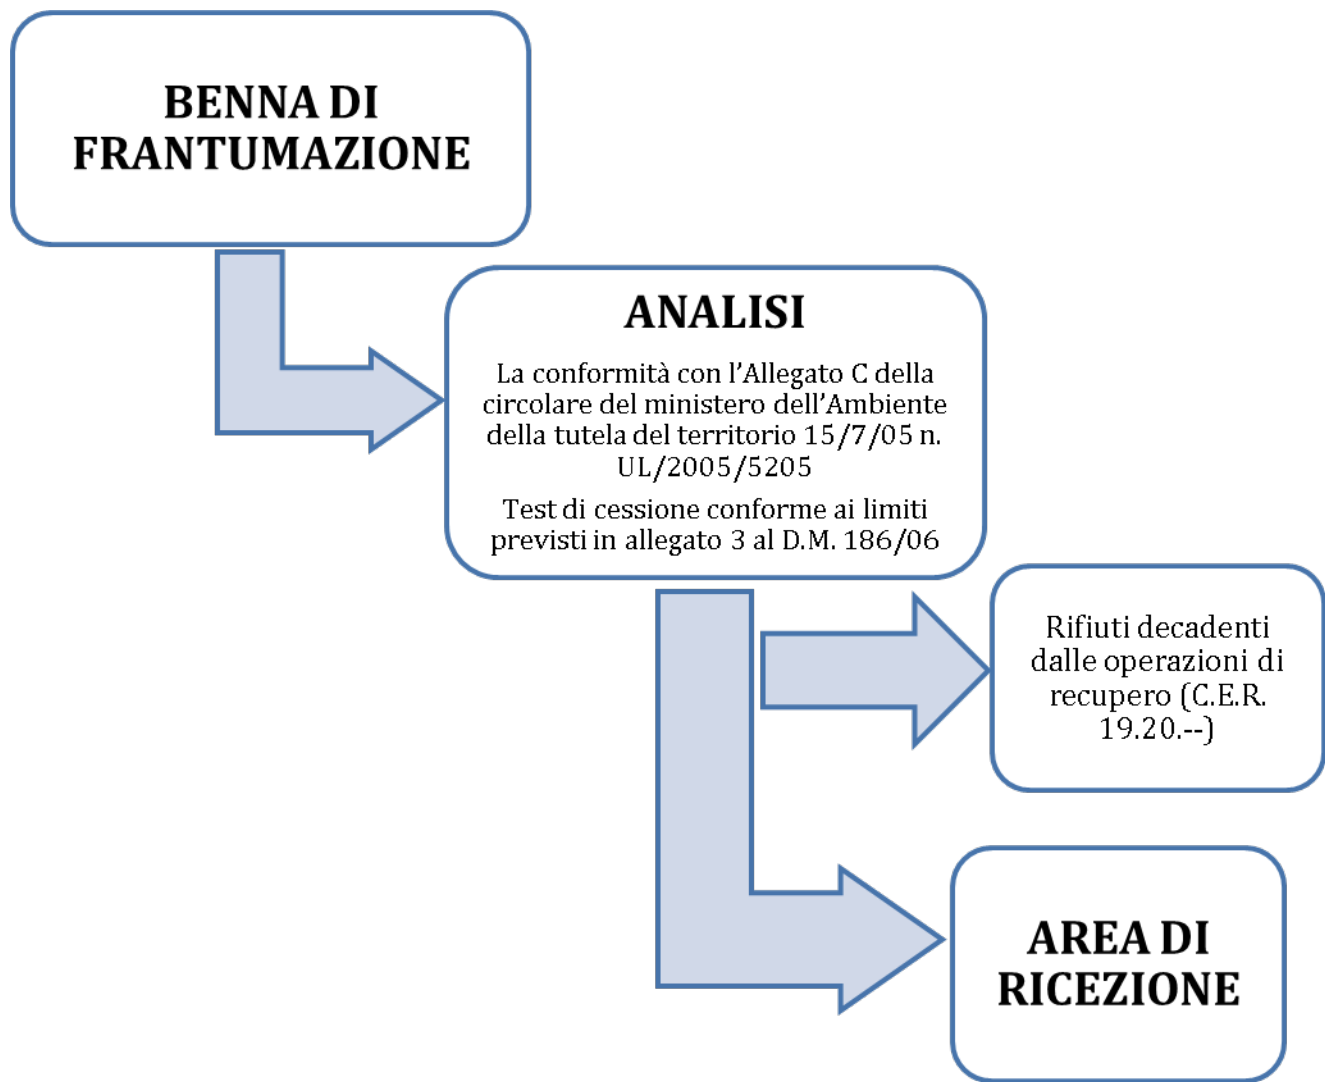 BENNA DI
FRANTUMAZIONE
ANALISI
La conformità con l'Allegato C della
circolare del ministero dell'Ambiente
della tutela del territorio 15/7/05 n.
UL/2005/5205
Test di cessione conforme ai limiti
previsti in allegato 3 al D.M. 186/06
Rifiuti decadenti
dalle operazioni di
recupero (C.E.R.
19.20.--)
AREA DI
RICEZIONE